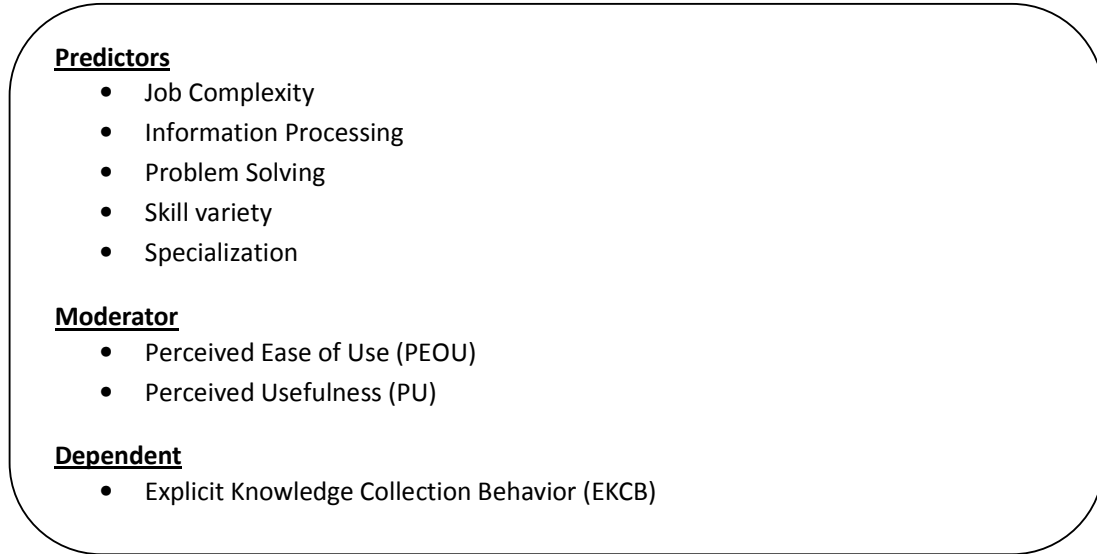 Predictors
• Job Complexity
• Information Processing
• Problem Solving
• Skill variety
• Specialization
Moderator
• Perceived Ease of Use (PEOU)
• Perceived Usefulness (PU)
Dependent
• Explicit Knowledge Collection Behavior (EKCB)